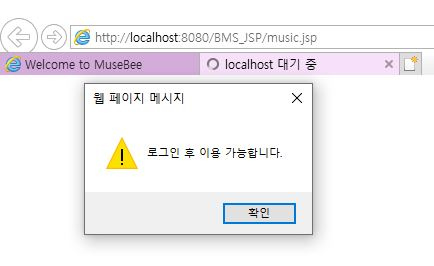 http://localhost:8080/BMS_JSP/music.jsp
Welcome to MuseBee
localhost 대기 중
웹 페이지 메시지
로그인 후 이용 가능합니다.
확인